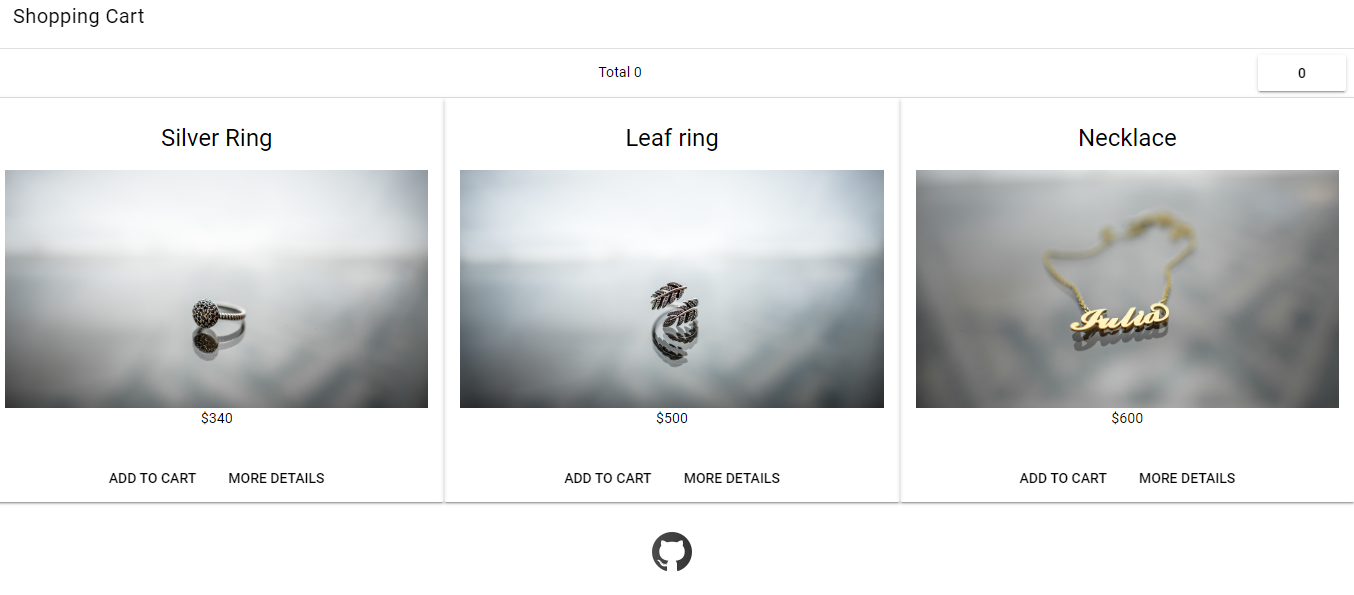 Shopping Cart
Total 0
0
Silver Ring
Leaf ring
Necklace
Julia
$340
$500
$600
ADD TO CART MORE DETAILS
ADD TO CART MORE DETAILS
ADD TO CART MORE DETAILS